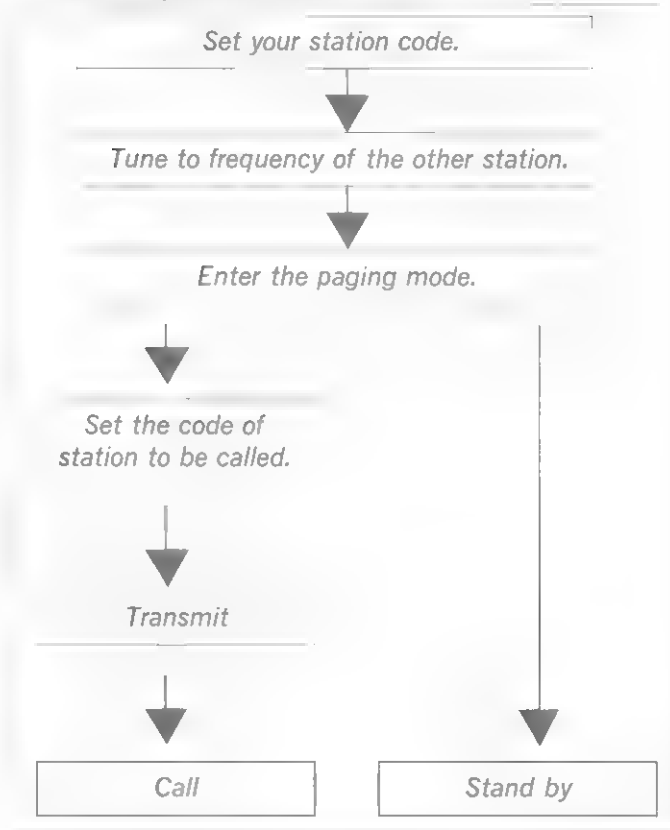 Set your station code.
Tune to frequency of the other station.
Enter the paging mode.
Set the code of
station to be called.
Transmit
Call
Stand by